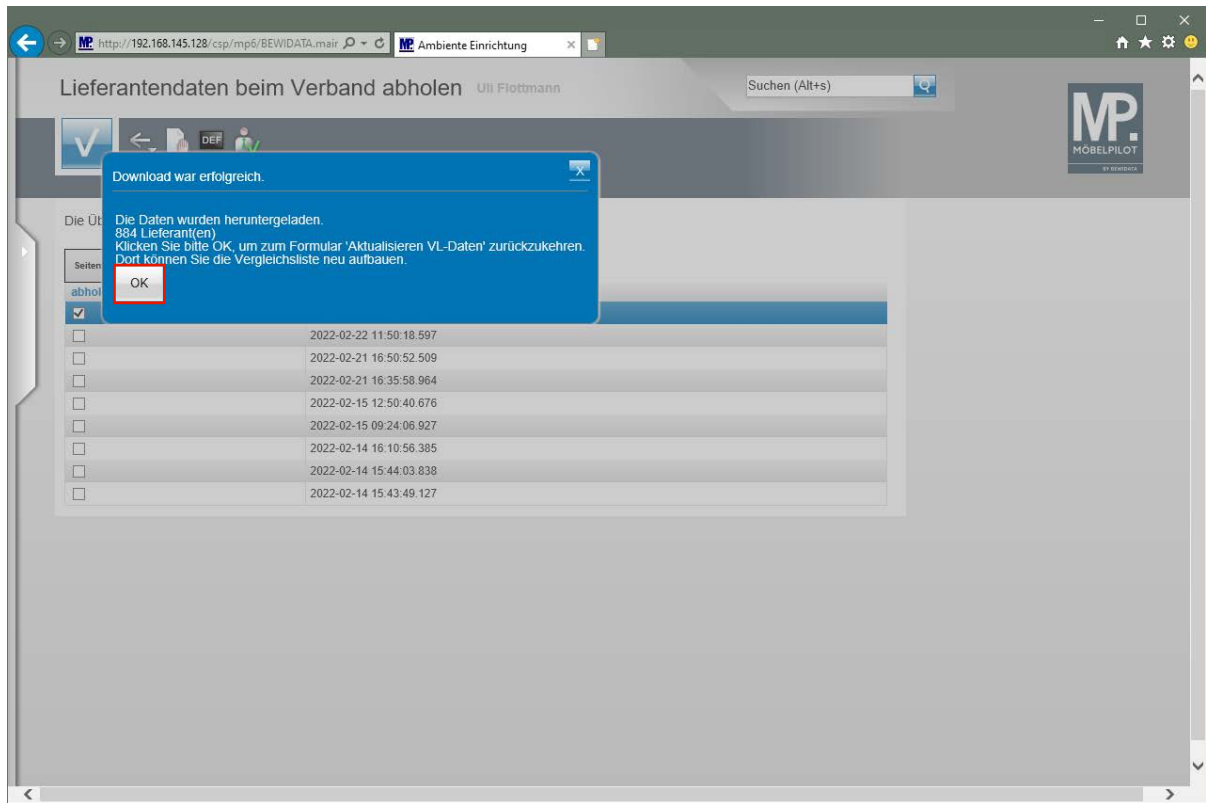 http://192.168.145.128/csp/mp6/BEWIDATA.mair
MP. Ambiente Einrichtung
Lieferantendaten beim Verband abholen Uli Flottmann
Suchen (Alt+s)
MP.
MÖBELPILOT
BY BEWIDATA
DEF
Download war erfolgreich.
X
Die Üb
Die Daten wurden heruntergeladen.
884 Lieferant(en)
Klicken Sie bitte OK, um zum Formular 'Aktualisieren VL-Daten' zurückzukehren.
Dort können Sie die Vergleichsliste neu aufbauen.
Seiten
OK
abhol
2022-02-22 11:50:18.597
2022-02-21 16:50:52.509
2022-02-21 16:35:58.964
2022-02-15 12:50:40.676
2022-02-15 09:24:06.927
2022-02-14 16:10:56.385
2022-02-14 15:44:03.838
2022-02-14 15:43:49.127